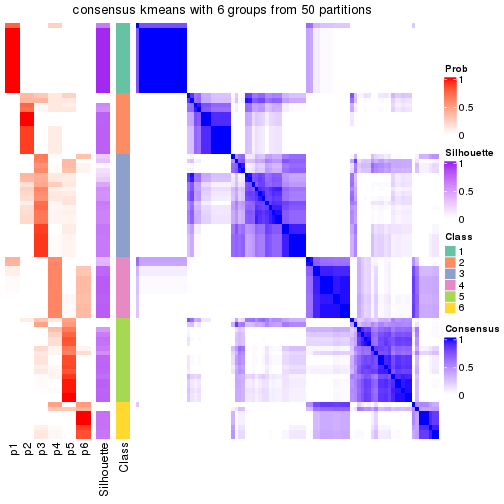 consensus kmeans with 6 groups from 50 partitions
Prob
1
0.5
0
Silhouette
1
0.5
0
Class
1
2
3
4
5
6
Consensus
1
0.5
0
p1
p2
p3
p4
p5
p6
Silhouette
Class